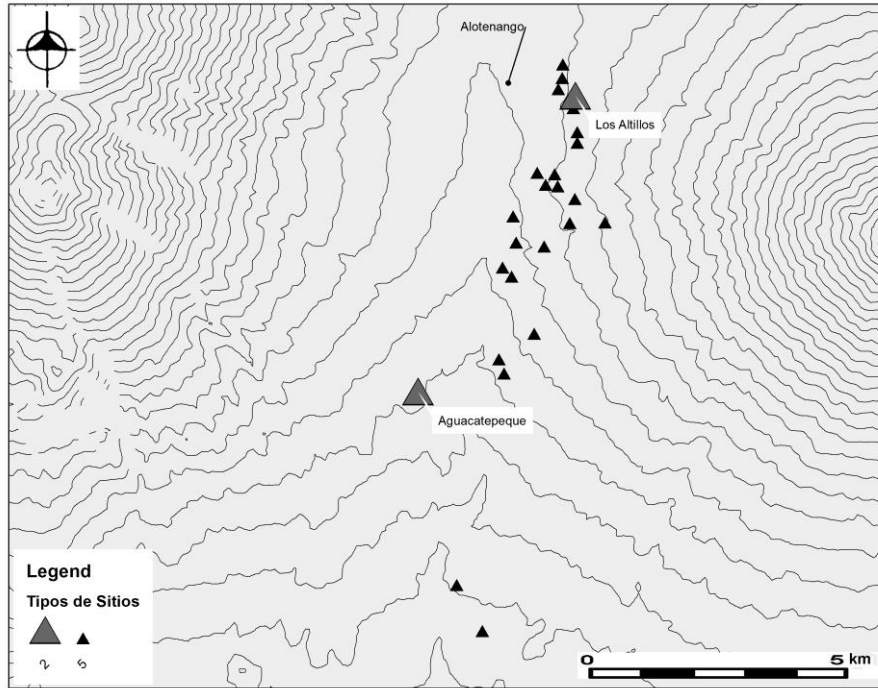 Alotenango
Los Altillos
Aguacatepeque
Legend
Tipos de Sitios
2 5
0 5 km